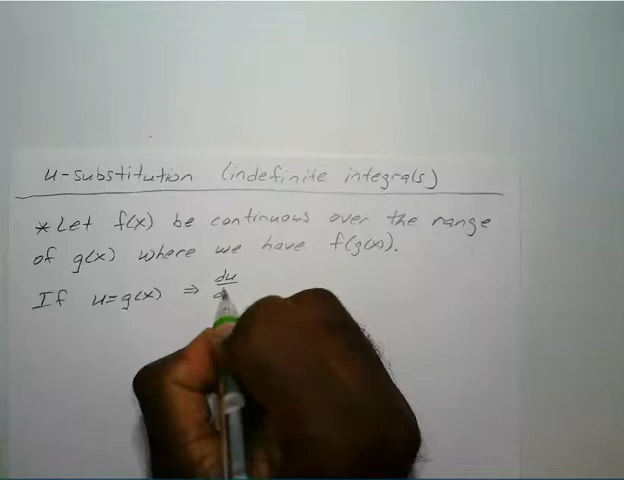 u-substitution (indefinite integrals)
*Let f(x) be continuous over the range
of g(x) where we have f(g(x)).
If u=g(x) ⇒ du/d